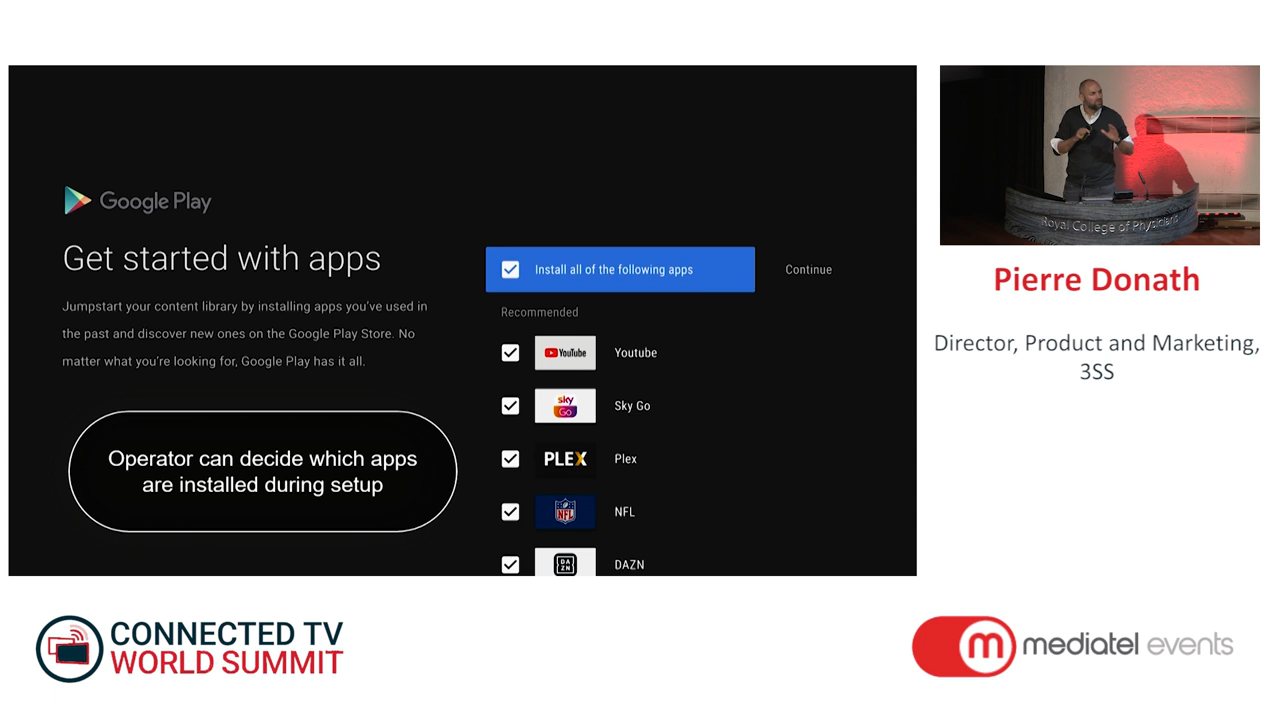 Google Play
Get started with apps
Jumpstart your content library by installing apps you've used in
the past and discover new ones on the Google Play Store. No
matter what you're looking for, Google Play has it all.
Operator can decide which apps
are installed during setup
Install all of the following apps
Continue
Recommended
YouTube
Youtube
sky
Go
Sky Go
PLEX
Plex
NFL
NFL
DA
ZN
DAZN
Royal College of Physicians
Pierre Donath
Director, Product and Marketing,
3SS
CONNECTED TV
WORLD SUMMIT
m mediatel events